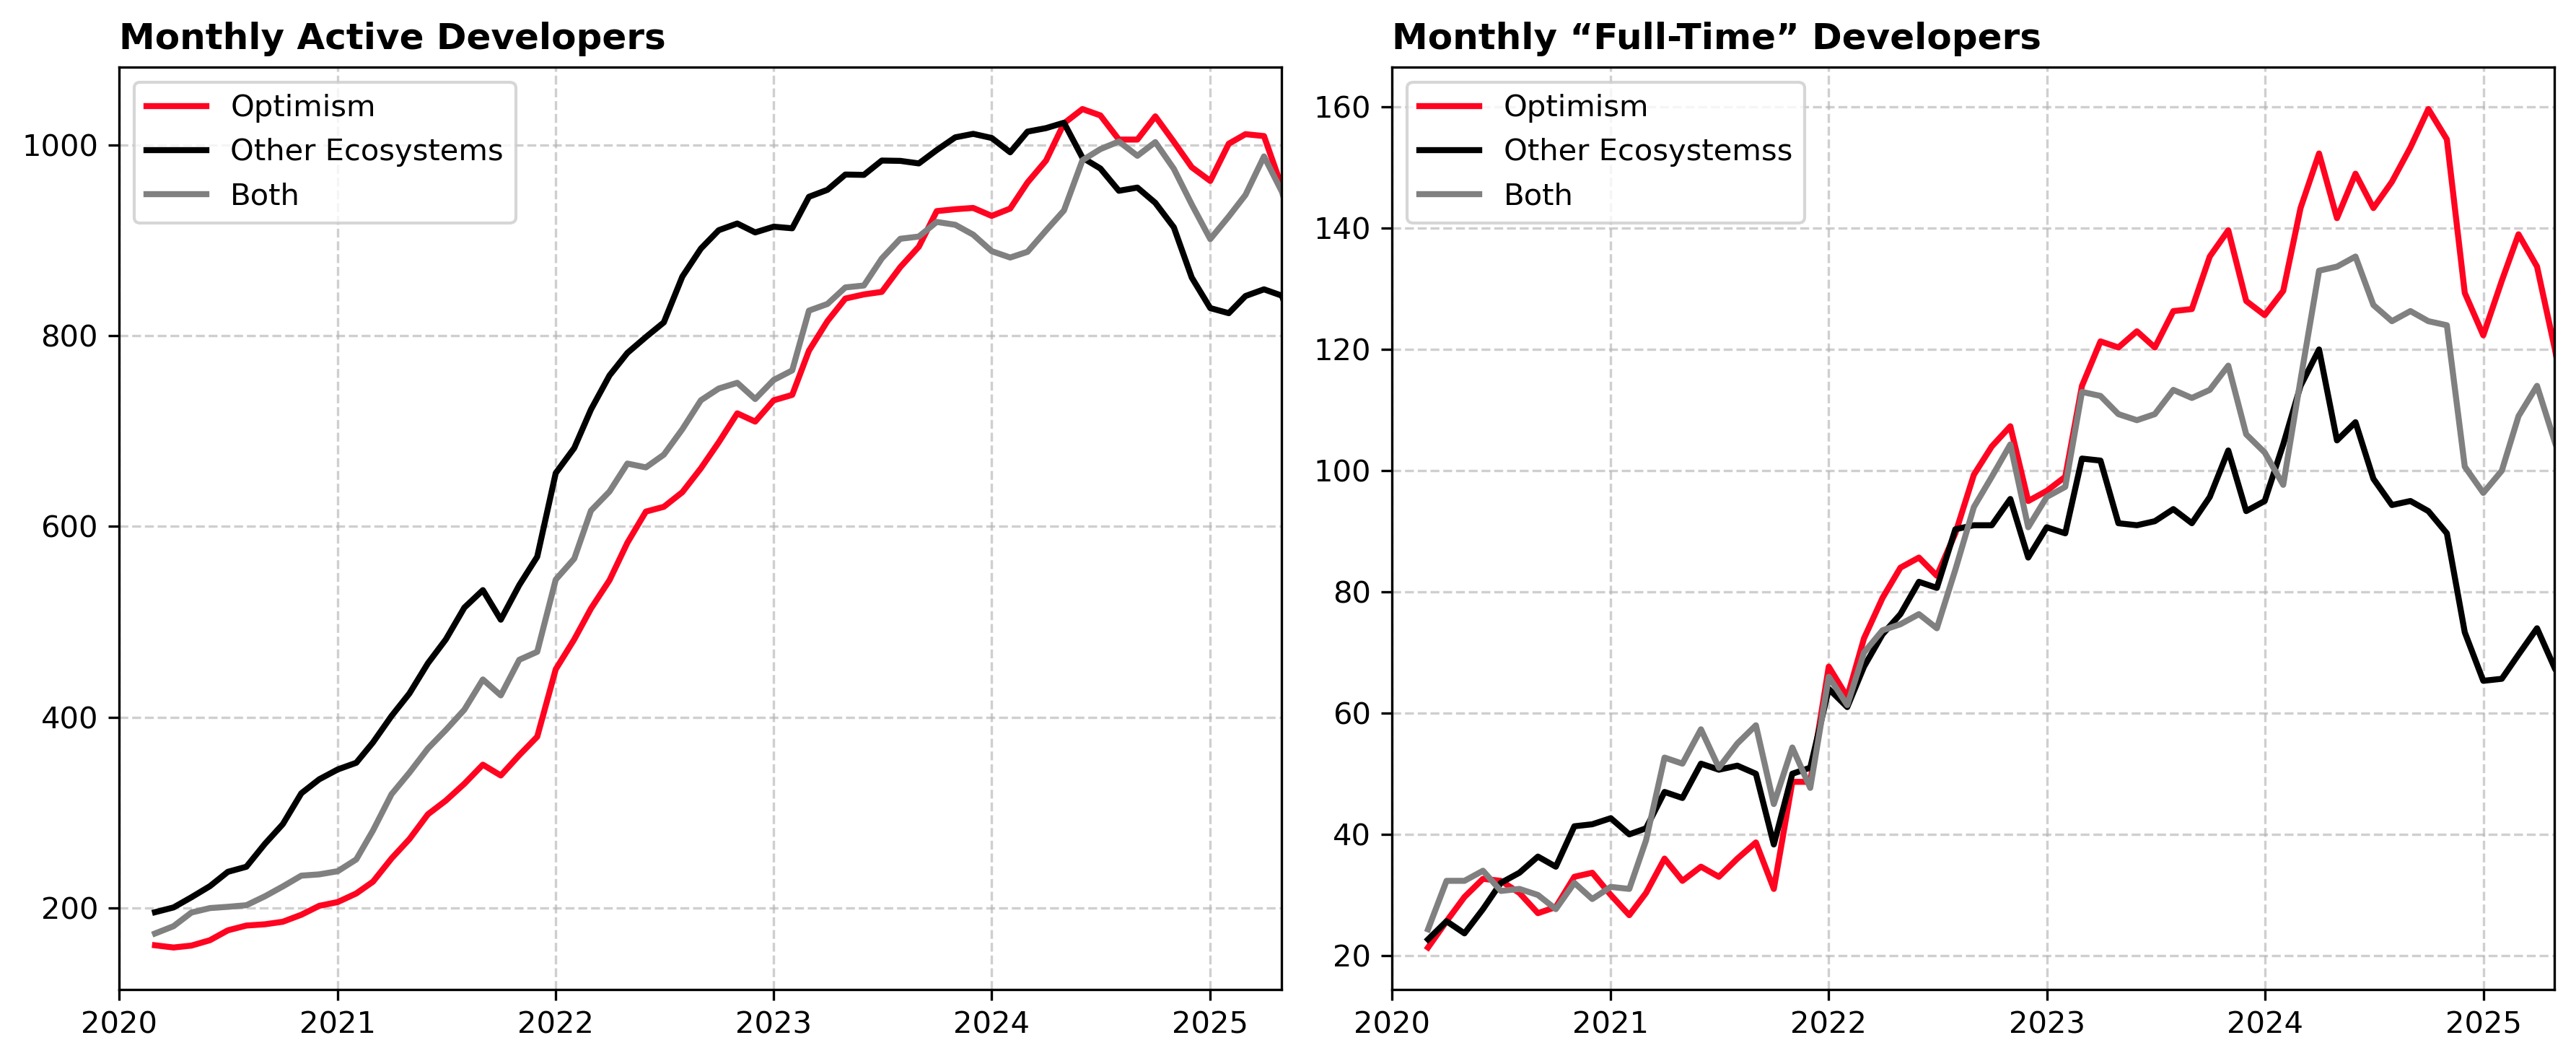 Monthly Active Developers
Optimism
Other Ecosystems
Both
1000
800
600
400
200
2020 2021 2022 2023 2024 2025
Monthly “Full-Time” Developers
Optimism
Other Ecosystemss
Both
160
140
120
100
80
60
40
20
2020 2021 2022 2023 2024 2025